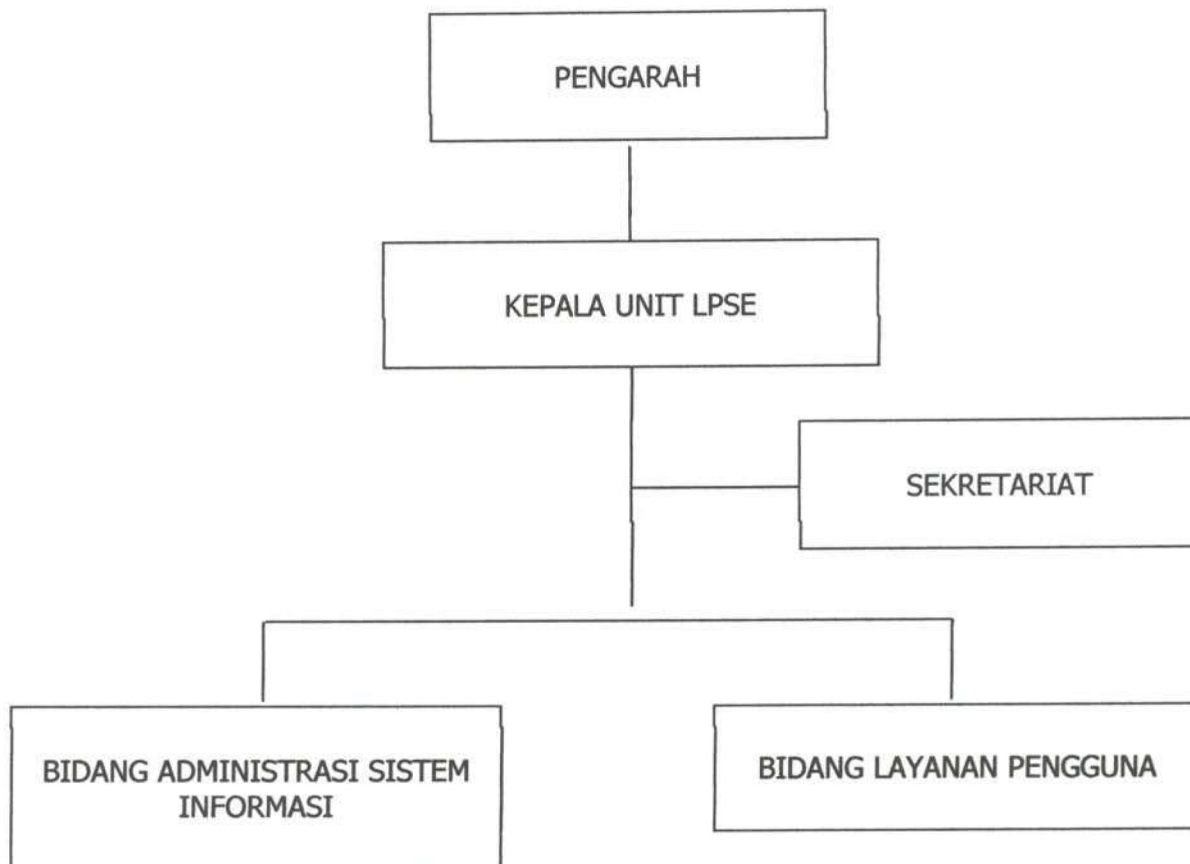 PENGARAH
KEPALA UNIT LPSE
SEKRETARIAT
BIDANG ADMINISTRASI SISTEM
INFORMASI
BIDANG LAYANAN PENGGUNA